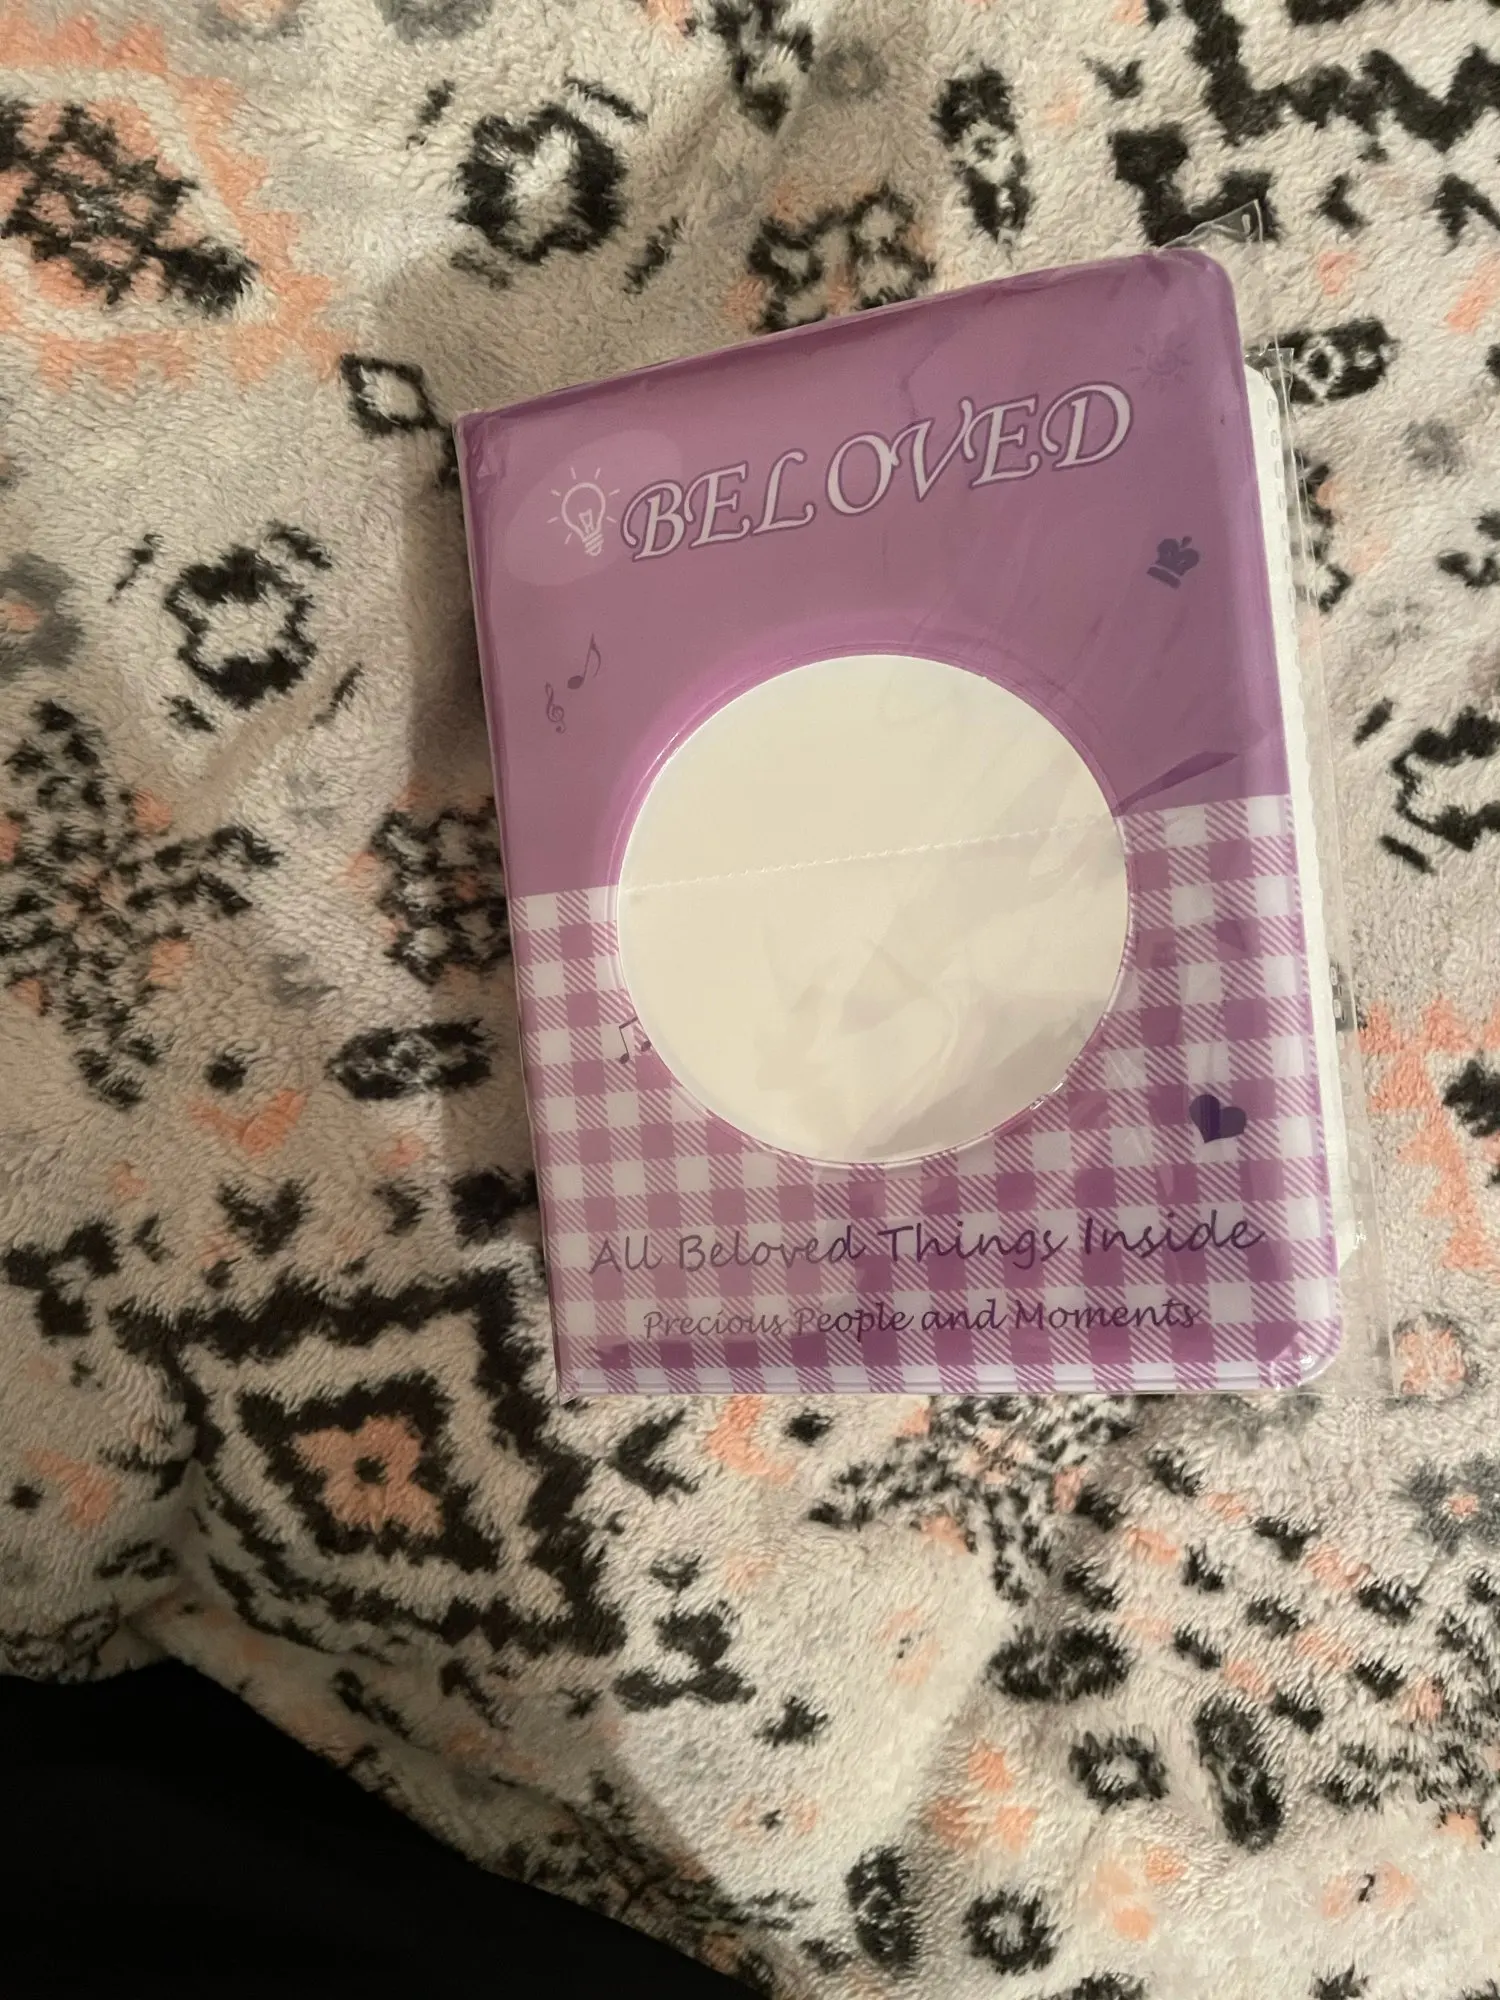 BELOVED
All Beloved Things Inside
Precious People and Moments